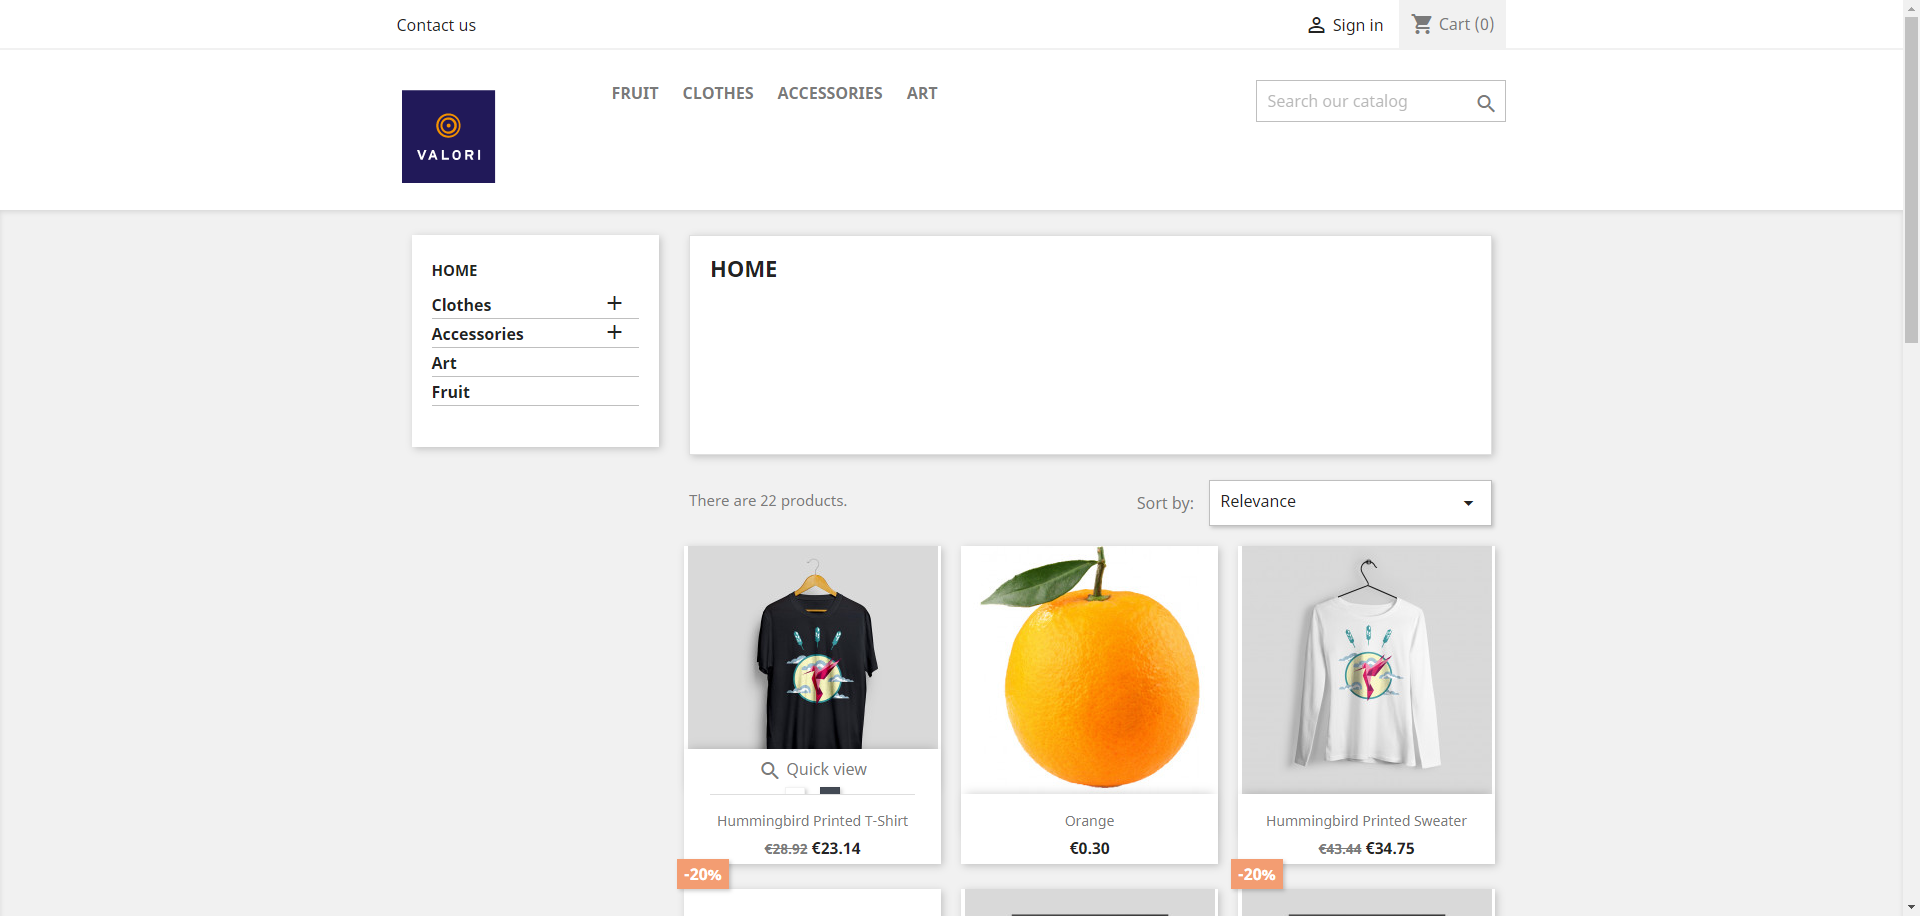 Contact us
Sign in
Cart (0)
VALORI
FRUIT
CLOTHES
ACCESSORIES
ART
Search our catalog
HOME
Clothes
Accessories
Art
Fruit
HOME
There are 22 products.
Sort by:
Relevance
Quick view
Hummingbird Printed T-Shirt
€28.92 €23.14
Orange
€0.30
Hummingbird Printed Sweater
€43.44 €34.75
-20%
-20%